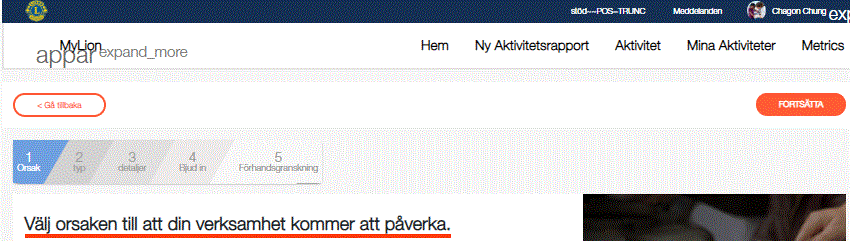 stöd---POS-TRUNC Meddelanden Chagon Chung exp
MyLion appar expand_more Hem Ny Aktivitetsrapport Aktivitet Mina Aktiviteter Metrics
< Gå tillbaka FORTSÄTTA
1 2 3 4 5
Orsak typ detaljer Bjud in Förhandsgranskning
Välj orsaken till att din verksamhet kommer att påverka.